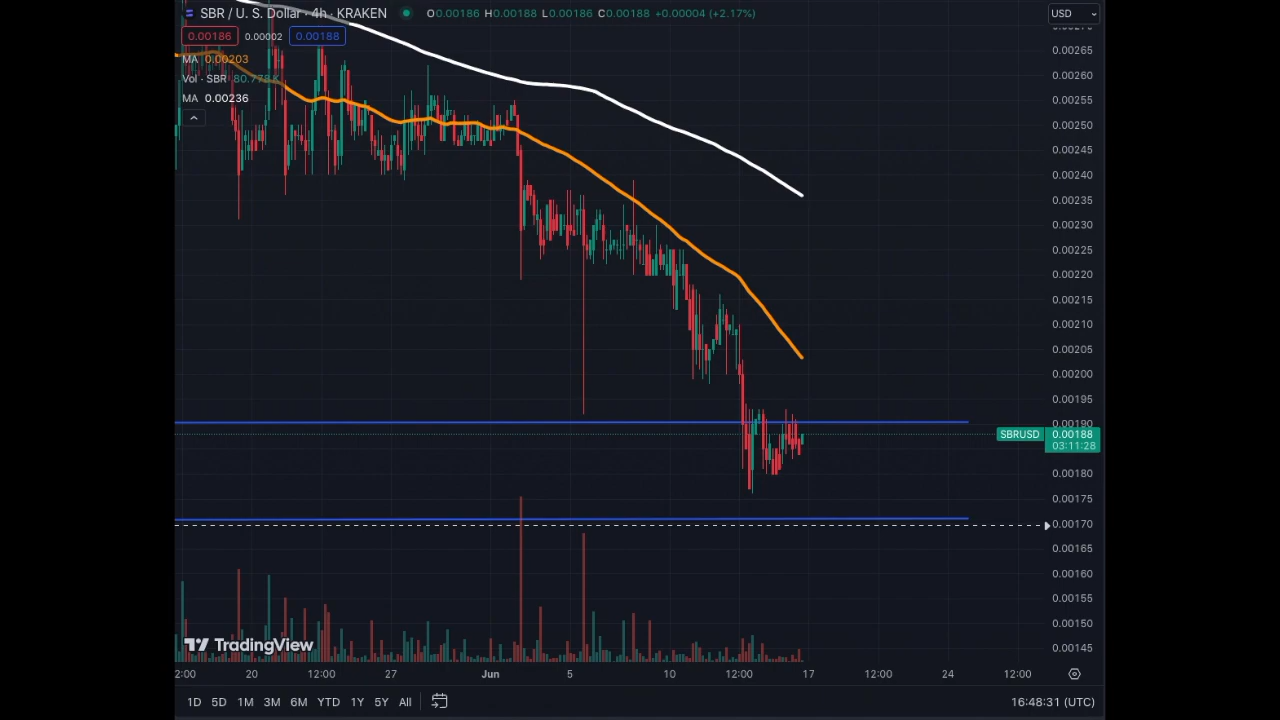 SBR / U. S. Dollar · 4h · KRAKEN O0.00186 H0.00188 L0.00186 C0.00188 +0.00004 (+2.17%)
USD
0.00186 0.00002 0.00188
MA 0.00203
Vol · SBR 80.778 K
MA 0.00236
0.00270
0.00265
0.00260
0.00255
0.00250
0.00245
0.00240
0.00235
0.00230
0.00225
0.00220
0.00215
0.00210
0.00205
0.00200
0.00195
0.00190
SBRUSD 0.00188
03:11:28
0.00180
0.00175
0.00170
0.00165
0.00160
0.00155
0.00150
0.00145
TradingView
2:00 20 12:00 27 Jun 5 10 12:00 17 12:00 24 12:00
1D 5D 1M 3M 6M YTD 1Y 5Y All 16:48:31 (UTC)